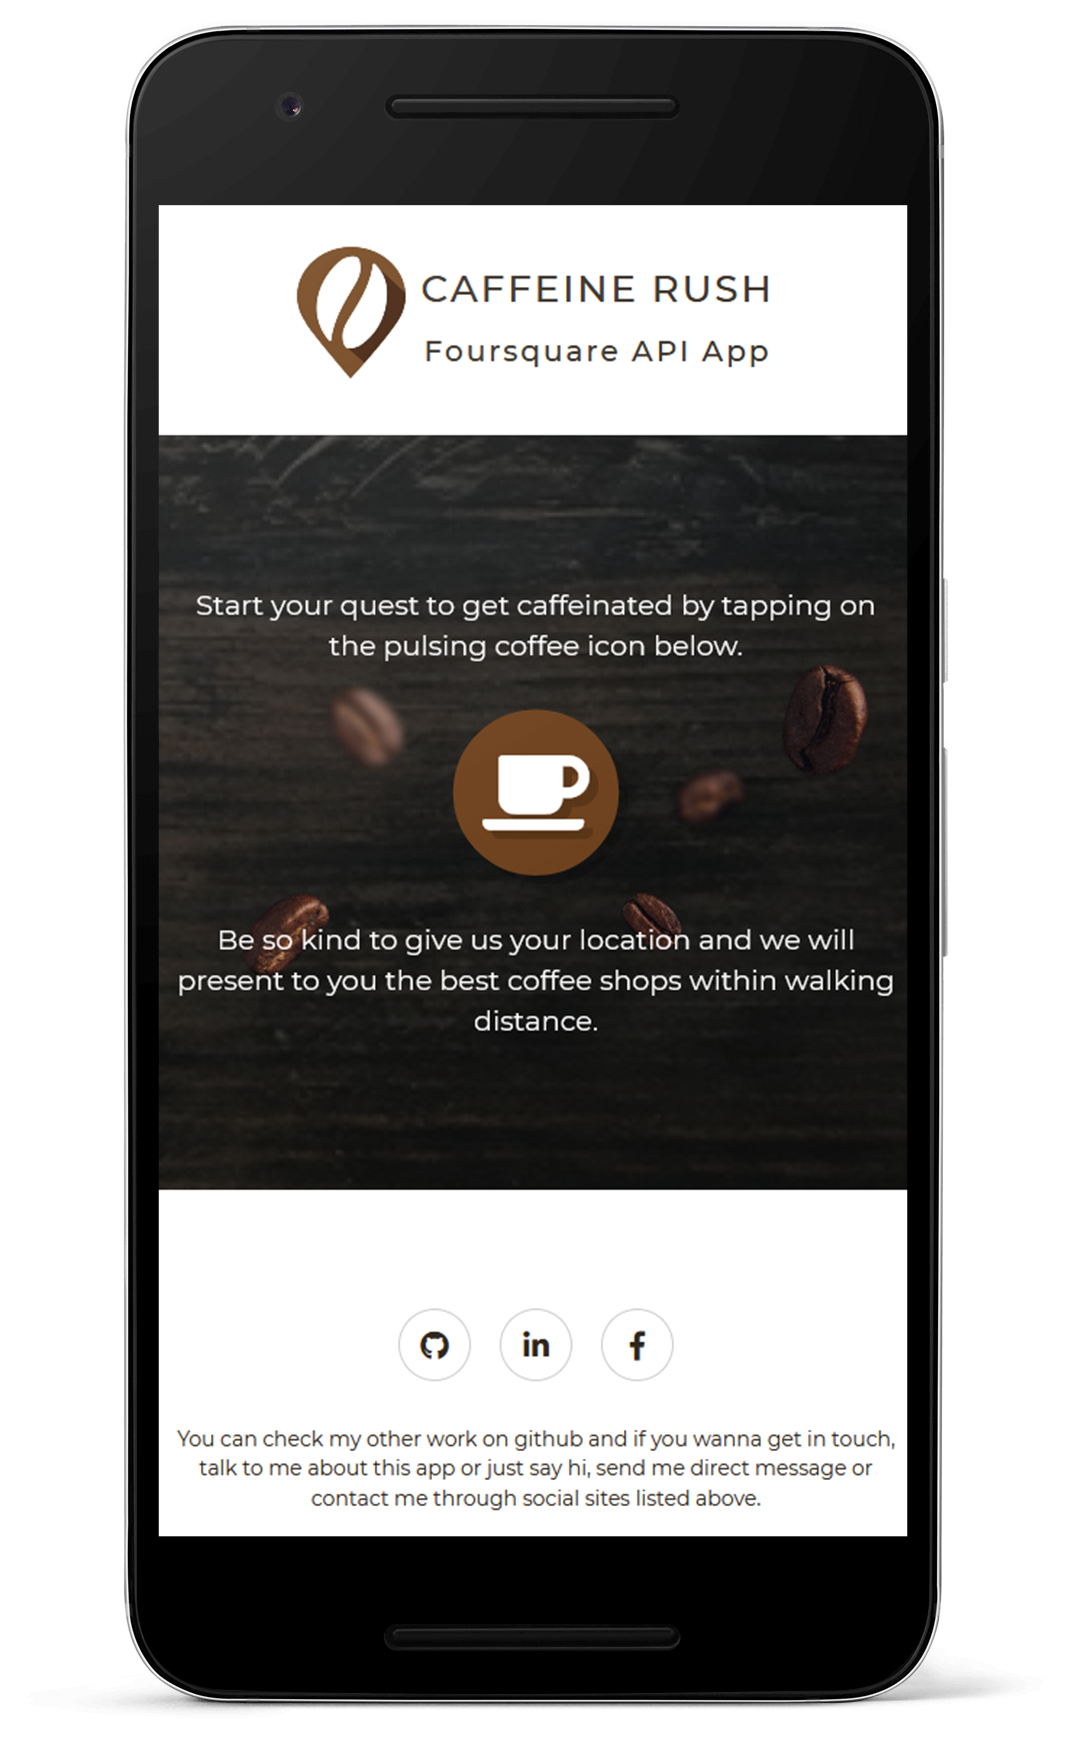 CAFFEINE RUSH
Foursquare API App
Start your quest to get caffeinated by tapping on
the pulsing coffee icon below.
Be so kind to give us your location and we will
present to you the best coffee shops within walking
distance.
in
f
You can check my other work on github and if you wanna get in touch,
talk to me about this app or just say hi, send me direct message or
contact me through social sites listed above.